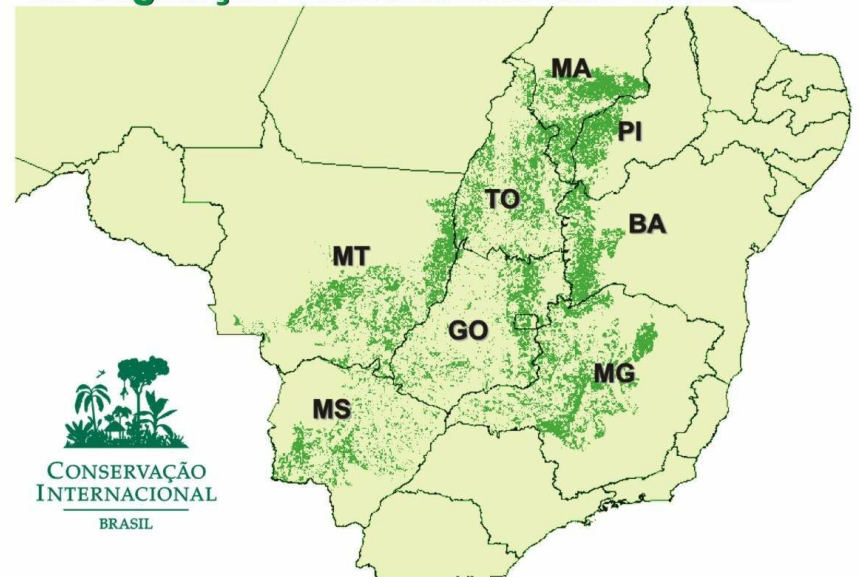 MA
PI
TO
BA
MT
GO
MG
MS
CONSERVAÇÃO
INTERNACIONAL
BRASIL